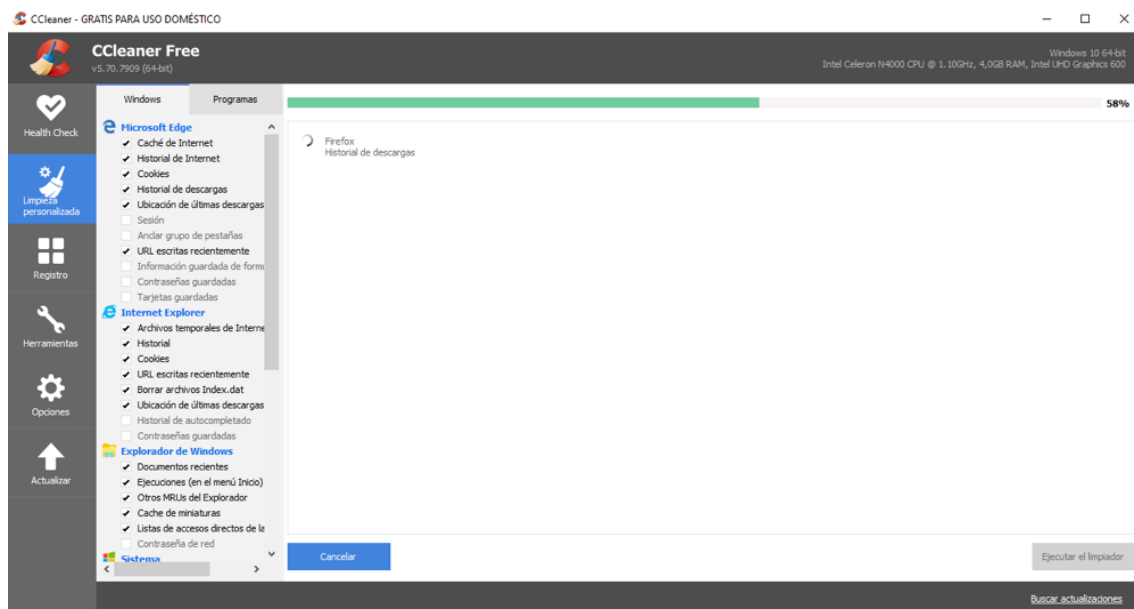 CCleaner - GRATIS PARA USO DOMÉSTICO
CCleaner Free
v5.70.7909 (64-bit)
Windows 10 64-bit
Intel Celeron N4000 CPU @ 1.10GHz, 4,0GB RAM, Intel UHD Graphics 600
Health Check
Limpieza
personalizada
Registro
Herramientas
Opciones
Actualizar
Windows
Programas
Microsoft Edge
Caché de Internet
Historial de Internet
Cookies
Historial de descargas
Ubicación de últimas descargas
Sesión
Anclar grupo de pestañas
URL escritas recientemente
Información guardada de formu
Contraseñas guardadas
Tarjetas guardadas
Internet Explorer
Archivos temporales de Interne
Historial
Cookies
URL escritas recientemente
Borrar archivos Index.dat
Ubicación de últimas descargas
Historial de autocompletado
Contraseñas guardadas
Explorador de Windows
Documentos recientes
Ejecuciones (en el menú Inicio)
Otros MRUs del Explorador
Cache de miniaturas
Listas de accesos directos de la
Contraseña de red
Sistema
58%
Firefox
Historial de descargas
Cancelar
Ejecutar el limpiador
Buscar actualizaciones